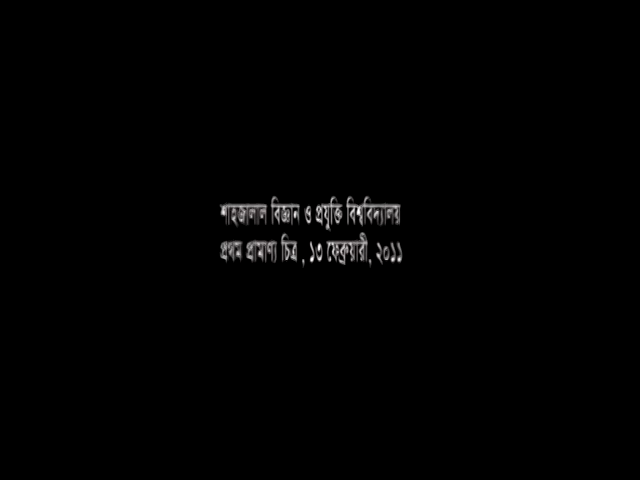 শাহজালাল বিজ্ঞান ও প্রযুক্তি বিশ্ববিদ্যালয়
প্রথম প্রামাণ্য চিত্র , ১৩ ফেব্রুয়ারী, ২০১১